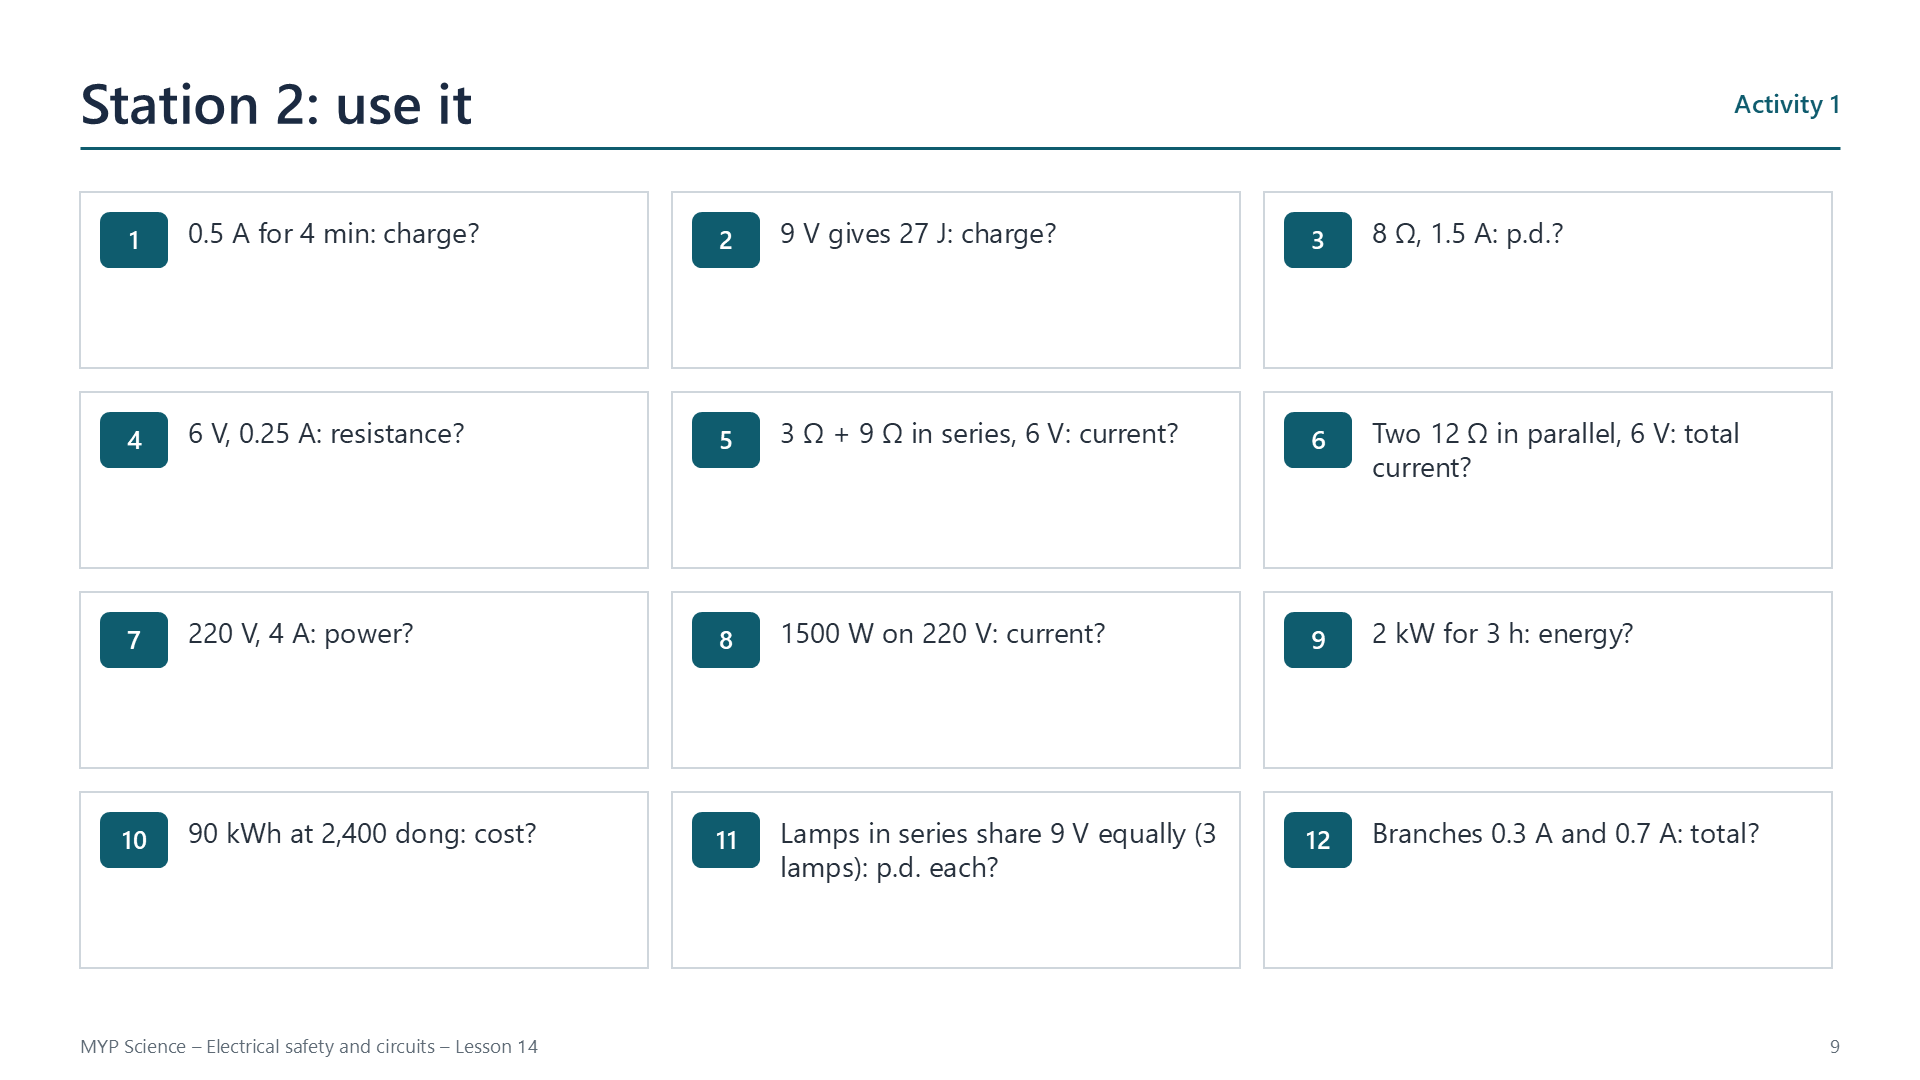 Station 2: use it
Activity 1
1
0.5 A for 4 min: charge?
2
9 V gives 27 J: charge?
3
8 Ω, 1.5 A: p.d.?
4
6 V, 0.25 A: resistance?
5
3 Ω + 9 Ω in series, 6 V: current?
6
Two 12 Ω in parallel, 6 V: total
current?
7
220 V, 4 A: power?
8
1500 W on 220 V: current?
9
2 kW for 3 h: energy?
10
90 kWh at 2,400 dong: cost?
11
Lamps in series share 9 V equally (3
lamps): p.d. each?
12
Branches 0.3 A and 0.7 A: total?
MYP Science – Electrical safety and circuits – Lesson 14
9